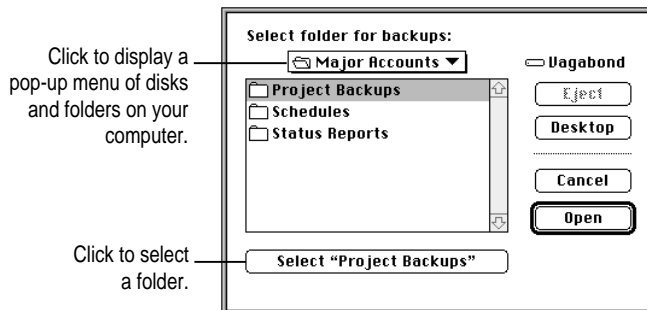 Select folder for backups:
Click to display a
pop-up menu of disks
and folders on your
computer.
Major Accounts
Vagabond
Project Backups
Schedules
Status Reports
Eject
Desktop
Cancel
Open
Click to select
a folder.
Select “Project Backups”